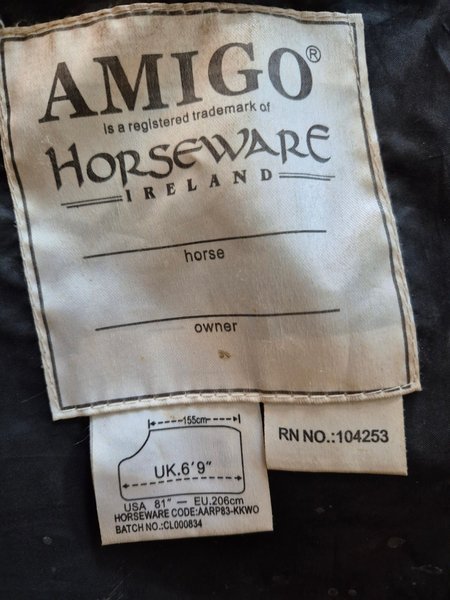 AMIGO®
is a registered trademark of
HORSEWARE
IRELAND
horse
owner
155cm
UK.6'9"
USA 81" - EU.206cm
HORSEWARE CODE:AARP83-KKWO
BATCH NO.:CL000834
RN NO.:104253